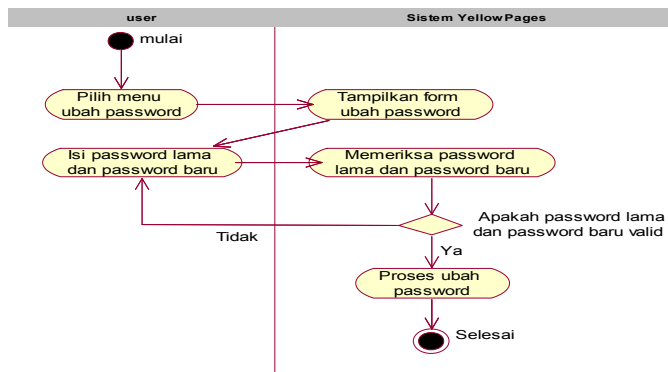 user
Sistem YellowPages
mulai
Pilih menu
ubah password
Tampilkan form
ubah password
Isi password lama
dan password baru
Memeriksa password
lama dan password baru
Apakah password lama
dan password baru valid
Tidak
Ya
Proses ubah
password
Selesai